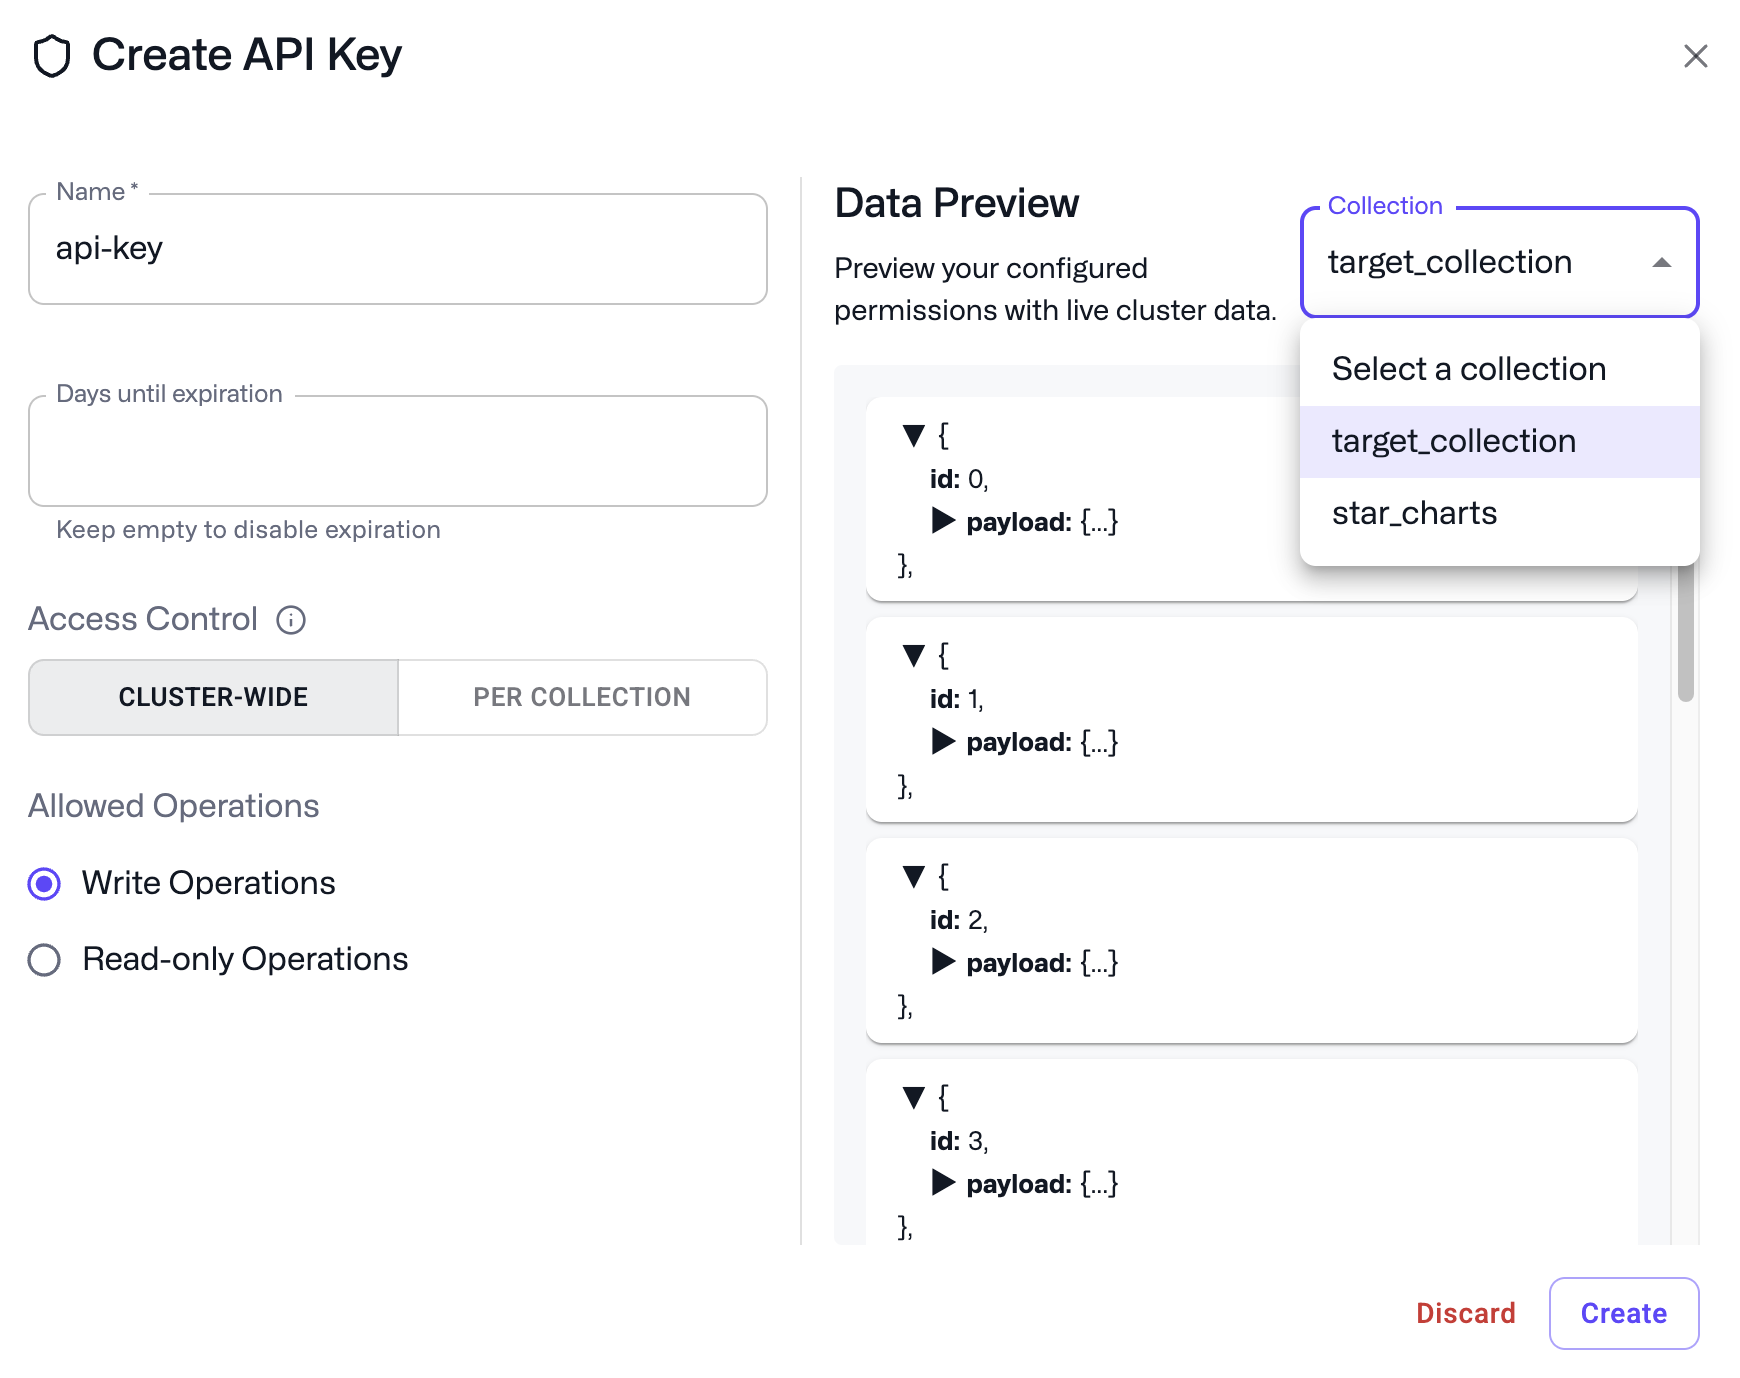 Create API Key
Name *
api-key
Days until expiration
Keep empty to disable expiration
Access Control
CLUSTER-WIDE
PER COLLECTION
Allowed Operations
Write Operations
Read-only Operations
Data Preview
Preview your configured
permissions with live cluster data.
Collection
target_collection
Select a collection
target_collection
star_charts
{
id: 0,
payload: {...}
},
{
id: 1,
payload: {...}
},
{
id: 2,
payload: {...}
},
{
id: 3,
payload: {...}
},
Discard
Create